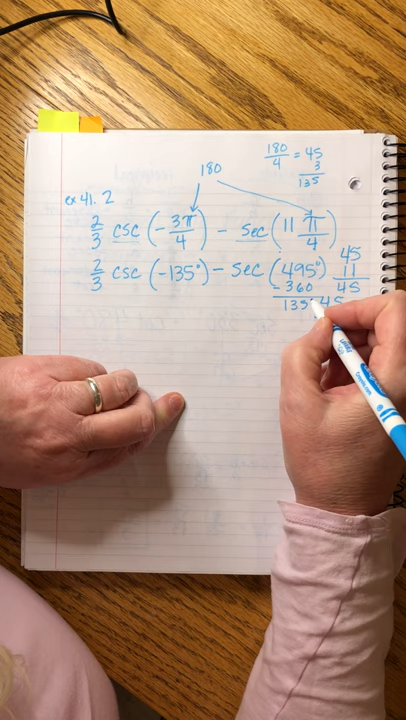 180
180/4 = 45
3
135
ex 41. 2
2/3 csc (-3π/4) - sec (11 π/4)
45
11
45
45
2/3 csc (-135°) - sec (495°)
- 360
135